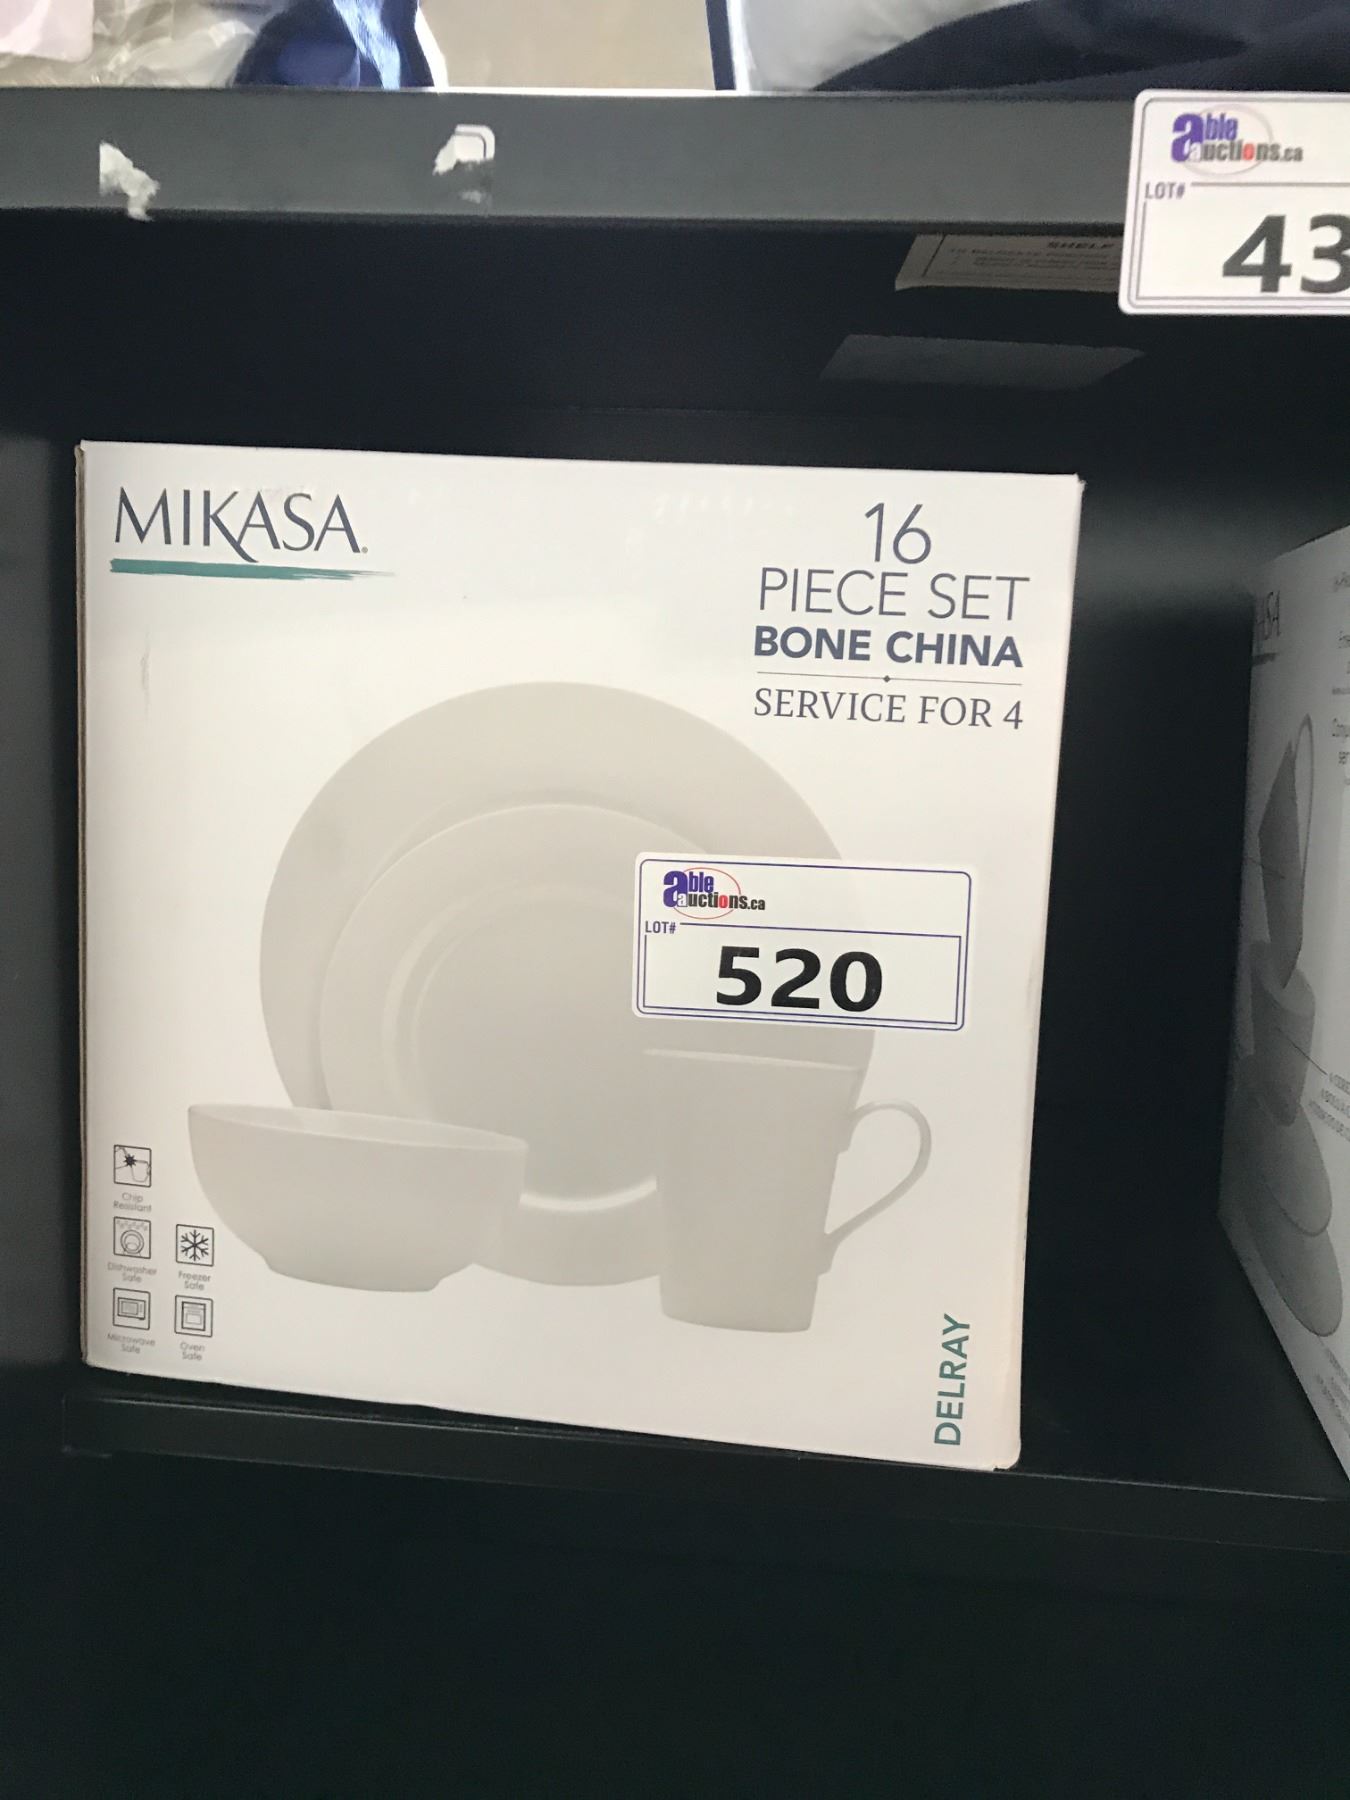 able
auctions.ca
LOT#
43
SHELF
MIKASA
16
PIECE SET
BONE CHINA
SERVICE FOR 4
able
auctions.ca
LOT#
520
Chip
Resistant
Dishwasher
Safe
Freezer
Safe
Microwave
Safe
Oven
Safe
DELRAY